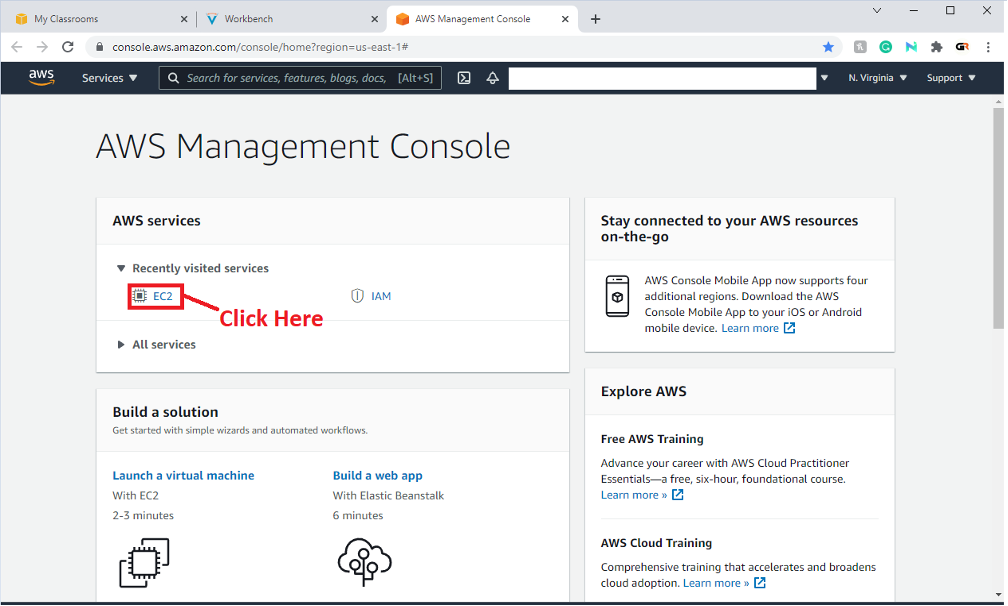 My Classrooms
Workbench
AWS Management Console
console.aws.amazon.com/console/home?region=us-east-1#
aws
Services
Search for services, features, blogs, docs, [Alt+S]
N. Virginia
Support
AWS Management Console
AWS services
Recently visited services
EC2
IAM
Click Here
All services
Stay connected to your AWS resources
on-the-go
AWS Console Mobile App now supports four
additional regions. Download the AWS
Console Mobile App to your iOS or Android
mobile device. Learn more
Build a solution
Get started with simple wizards and automated workflows.
Launch a virtual machine
With EC2
2-3 minutes
Build a web app
With Elastic Beanstalk
6 minutes
Explore AWS
Free AWS Training
Advance your career with AWS Cloud Practitioner
Essentials—a free, six-hour, foundational course.
Learn more »
AWS Cloud Training
Comprehensive training that accelerates and broadens
cloud adoption. Learn more »